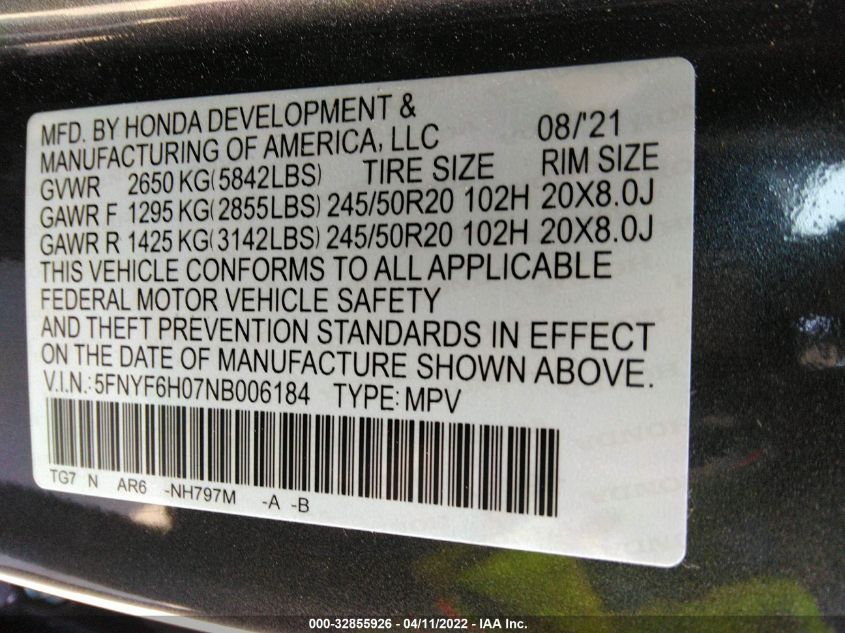 MFD. BY HONDA DEVELOPMENT & 08/'21
MANUFACTURING OF AMERICA, LLC
GVWR 2650 KG(5842LBS) TIRE SIZE RIM SIZE
GAWR F 1295 KG(2855LBS) 245/50R20 102H 20X8.0J
GAWR R 1425 KG(3142LBS) 245/50R20 102H 20X8.0J
THIS VEHICLE CONFORMS TO ALL APPLICABLE
FEDERAL MOTOR VEHICLE SAFETY
AND THEFT PREVENTION STANDARDS IN EFFECT
ON THE DATE OF MANUFACTURE SHOWN ABOVE.
V.I.N.: 5FNYF6H07NB006184 TYPE: MPV
TG7 N AR6 -NH797M -A -B
000-32855926 - 04/11/2022 - IAA Inc.